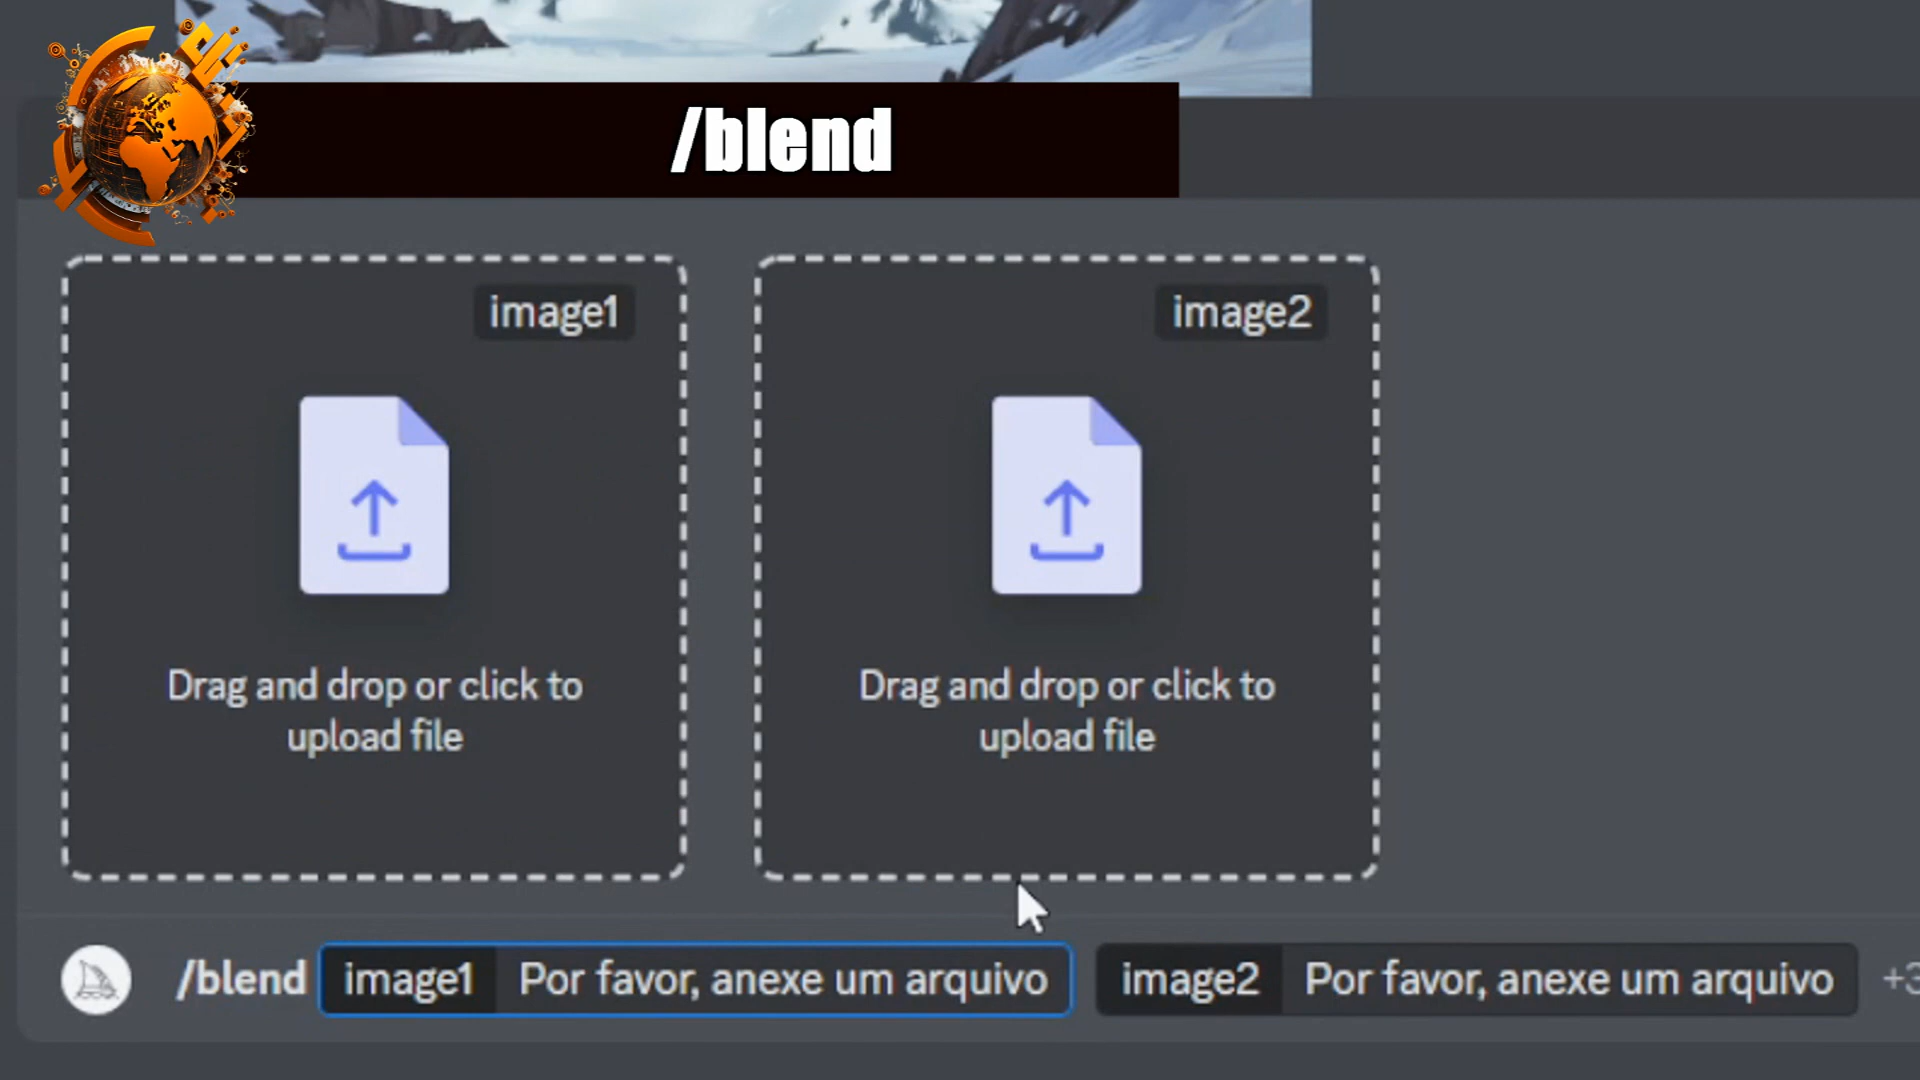 /blend
image1
image2
Drag and drop or click to
upload file
Drag and drop or click to
upload file
/blend image1 Por favor, anexe um arquivo image2 Por favor, anexe um arquivo +3